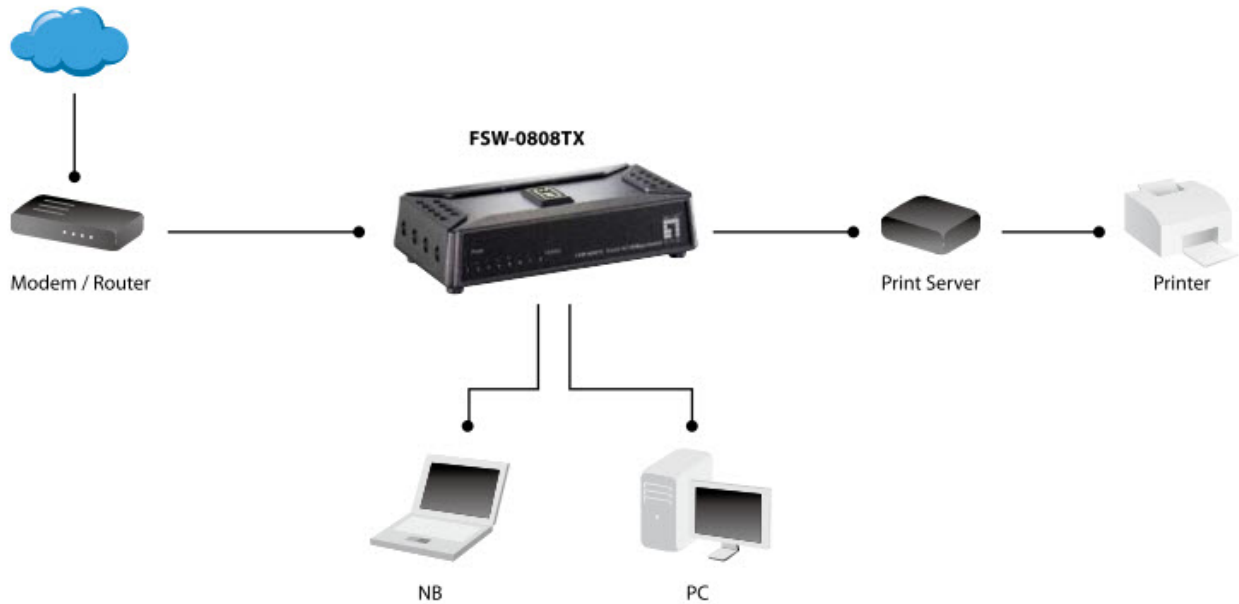 FSW-0808TX
Modem / Router
Print Server
Printer
NB
PC